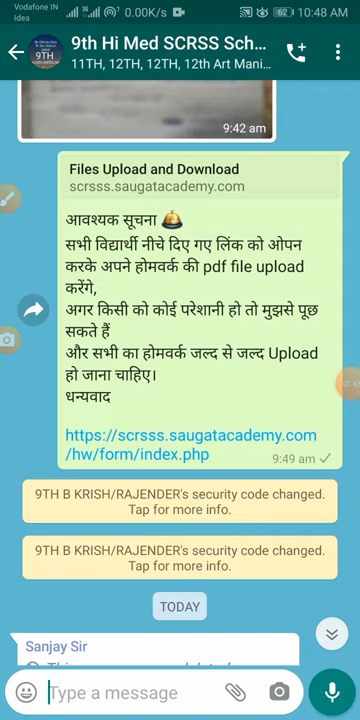 Vodafone IN
Idea
0.00K/s
62
10:48 AM
9th Hi Med SCRSS Sch...
11TH, 12TH, 12TH, 12th Art Mani...
9TH
9:42 am
Files Upload and Download
scrsss.saugatacademy.com
आवश्यक सूचना
सभी विद्यार्थी नीचे दिए गए लिंक को ओपन
करके अपने होमवर्क की pdf file upload
करेंगे,
अगर किसी को कोई परेशानी हो तो मुझसे पूछ
सकते हैं
और सभी का होमवर्क जल्द से जल्द Upload
हो जाना चाहिए।
धन्यवाद
https://scrsss.saugatacademy.com
/hw/form/index.php
9:49 am
9TH B KRISH/RAJENDER's security code changed.
Tap for more info.
9TH B KRISH/RAJENDER's security code changed.
Tap for more info.
TODAY
Sanjay Sir
Type a message